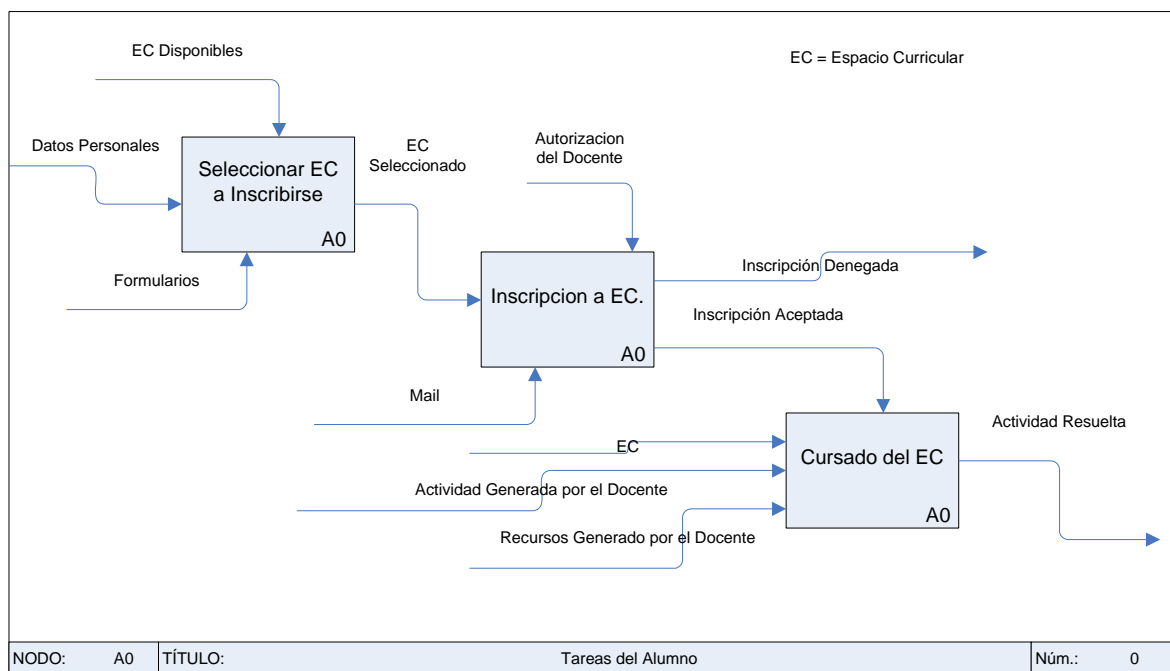 EC Disponibles
EC = Espacio Curricular
Datos Personales
Seleccionar EC
a Inscribirse
A0
EC
Seleccionado
Autorizacion
del Docente
Formularios
Inscripcion a EC.
A0
Inscripción Denegada
Inscripción Aceptada
Mail
EC
Actividad Generada por el Docente
Recursos Generado por el Docente
Cursado del EC
A0
Actividad Resuelta
NODO: A0 TÍTULO: Tareas del Alumno Núm.: 0